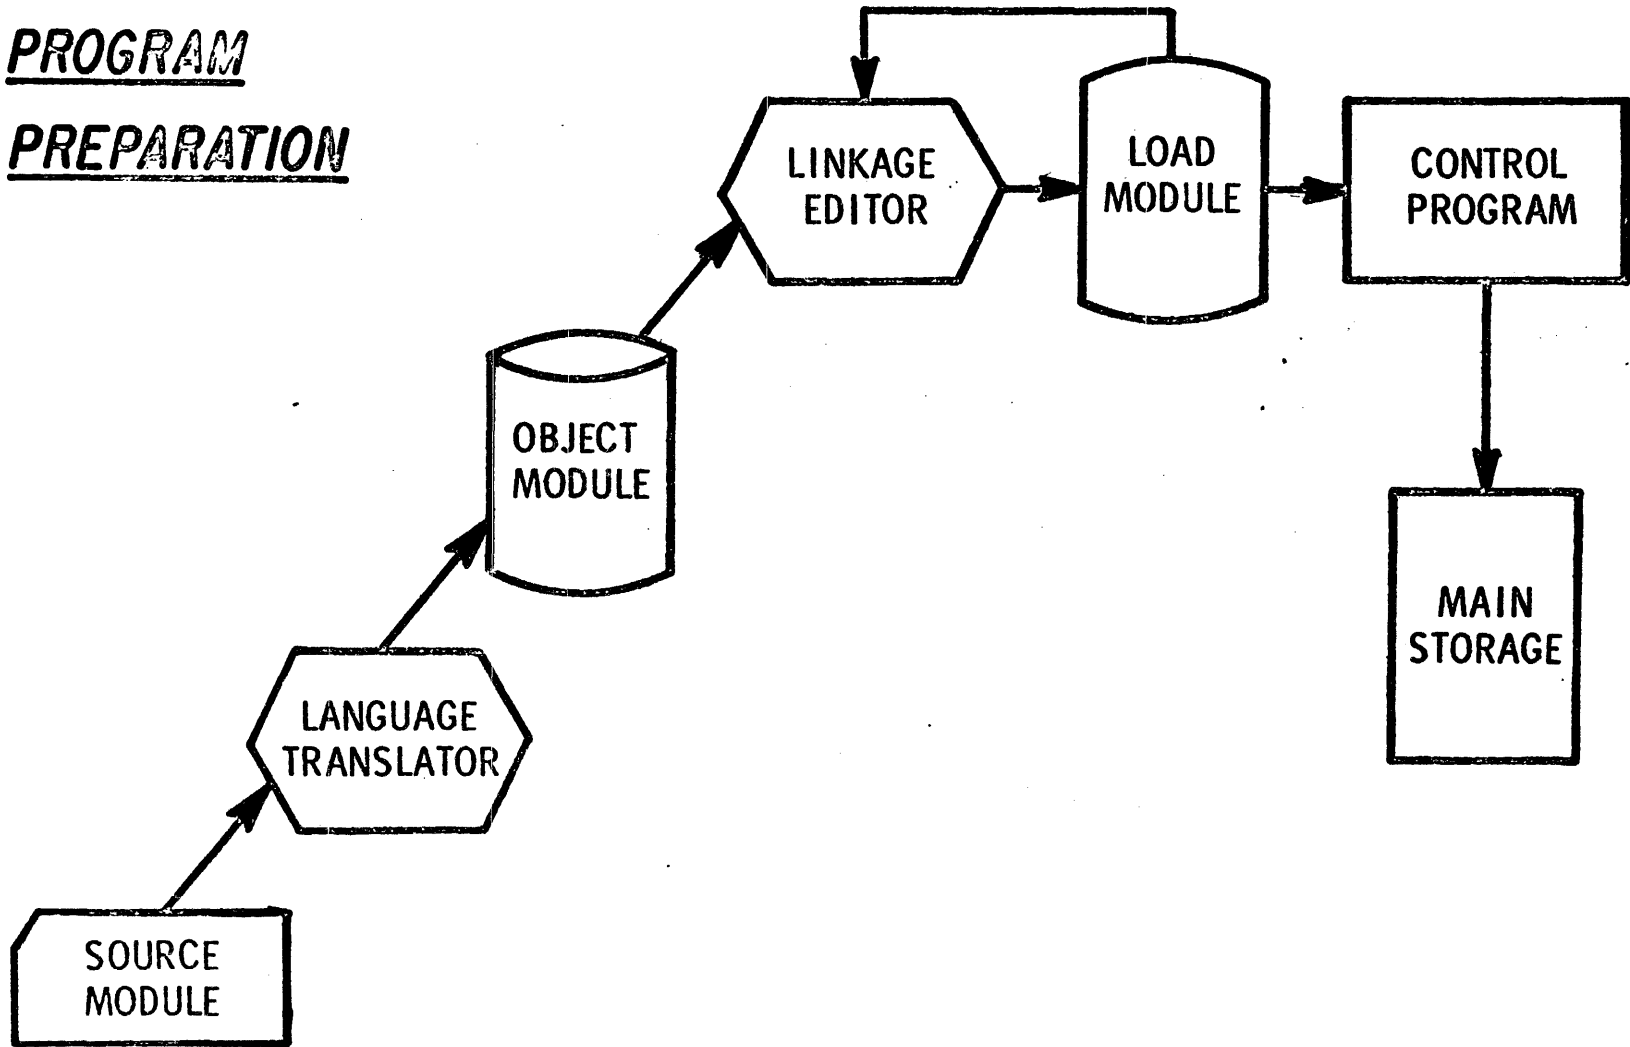 PROGRAM
PREPARATION
LINKAGE
EDITOR
LOAD
MODULE
CONTROL
PROGRAM
OBJECT
MODULE
MAIN
STORAGE
LANGUAGE
TRANSLATOR
SOURCE
MODULE